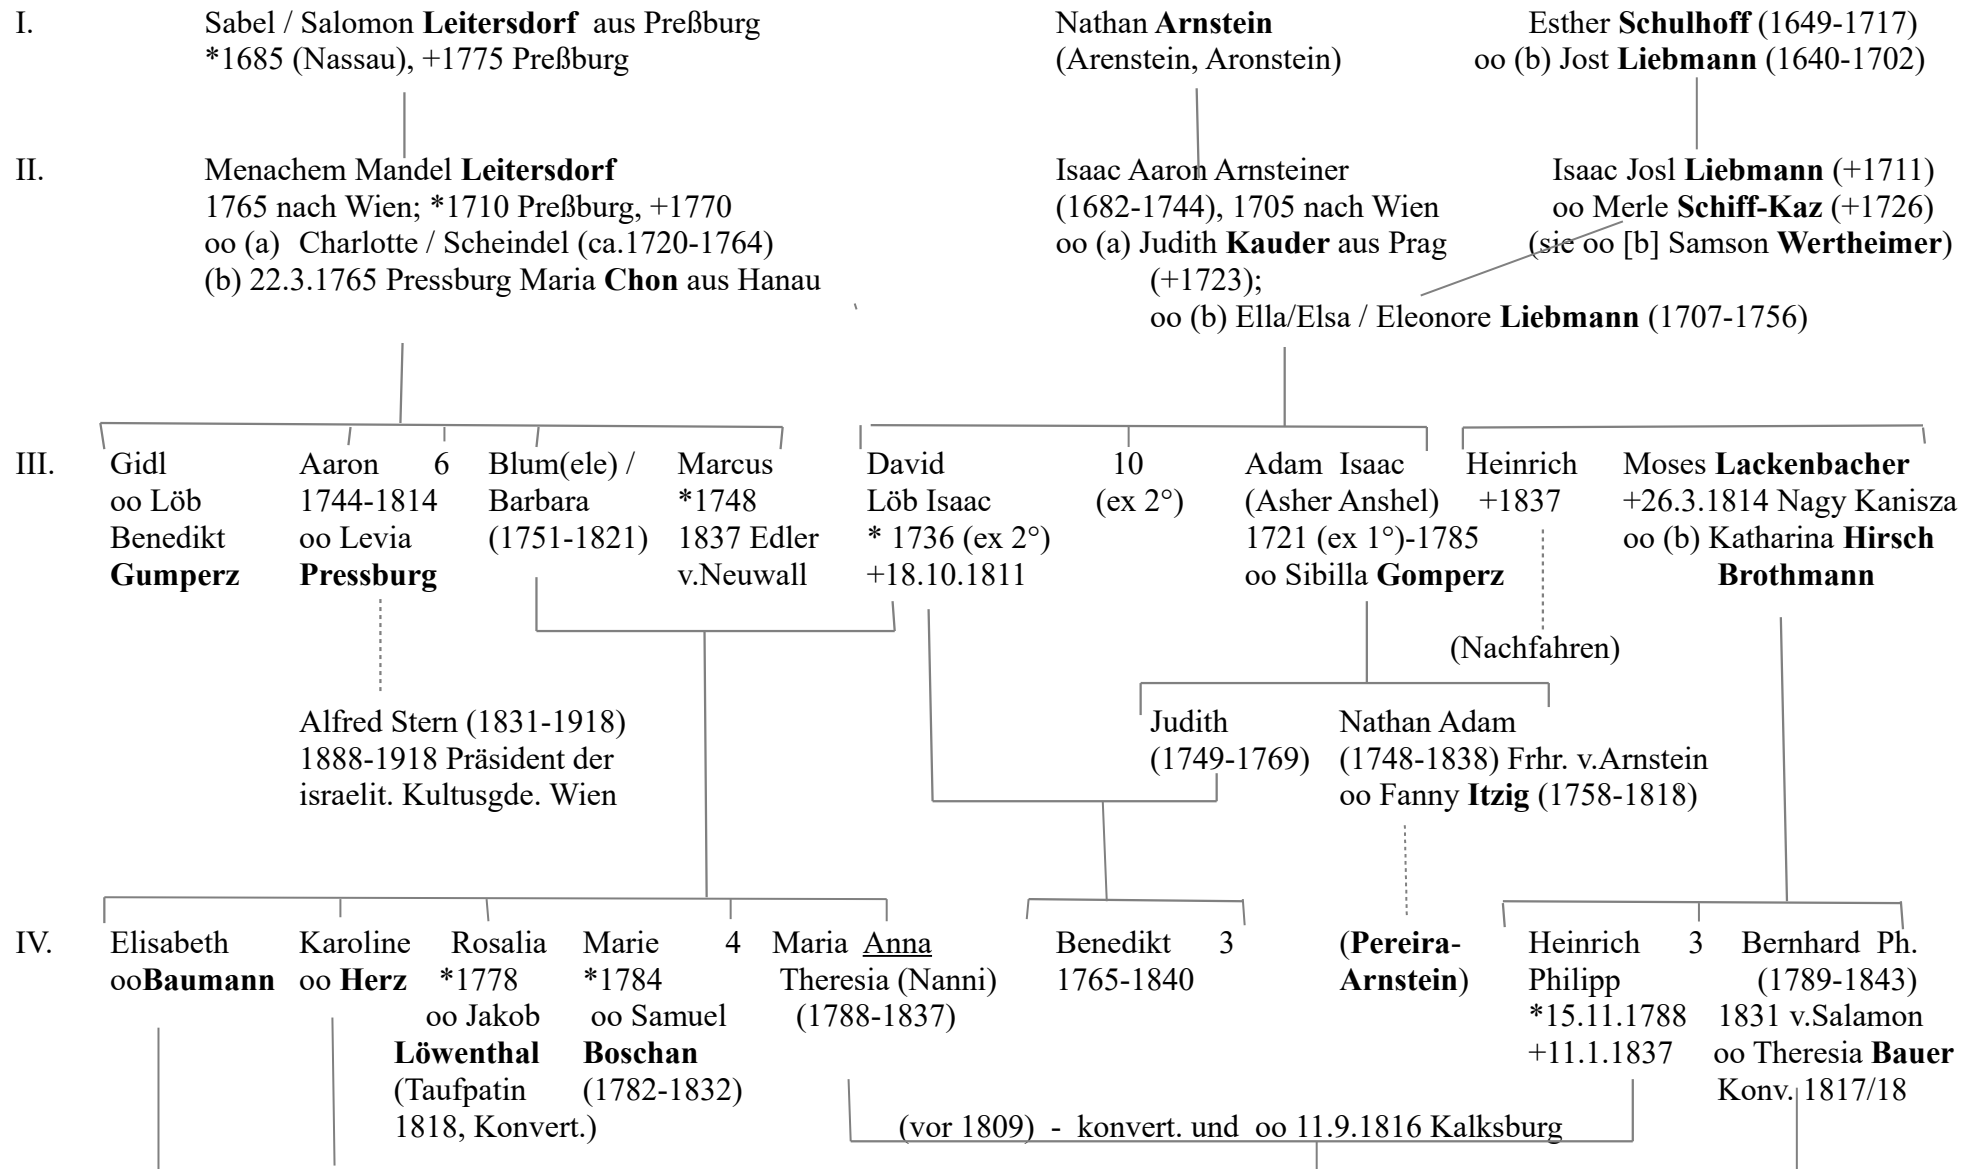 I.
Sabel / Salomon Leitersdorf aus Preßburg
*1685 (Nassau), +1775 Preßburg
Nathan Arnstein
(Arenstein, Aronstein)
Esther Schulhoff (1649-1717)
oo (b) Jost Liebmann (1640-1702)
II.
Menachem Mandel Leitersdorf
1765 nach Wien; *1710 Preßburg, +1770
oo (a) Charlotte / Scheindel (ca.1720-1764)
(b) 22.3.1765 Pressburg Maria Chon aus Hanau
Isaac Aaron Arnsteiner
(1682-1744), 1705 nach Wien
oo (a) Judith Kauder aus Prag
(+1723);
oo (b) Ella/Elsa / Eleonore Liebmann (1707-1756)
Isaac Josl Liebmann (+1711)
oo Merle Schiff-Kaz (+1726)
(sie oo [b] Samson Wertheimer)
III.
Gidl
oo Löb
Benedikt
Gumperz
Aaron
1744-1814
oo Levia
Pressburg
6
Blum(ele) /
Barbara
(1751-1821)
Marcus
*1748
1837 Edler
v.Neuwall
David
Löb Isaac
* 1736 (ex 2°)
+18.10.1811
10
(ex 2°)
Adam Isaac
(Asher Anshel)
1721 (ex 1°)-1785
oo Sibilla Gomperz
Heinrich
+1837
Moses Lackenbacher
+26.3.1814 Nagy Kanisza
oo (b) Katharina Hirsch
Brothmann
(Nachfahren)
Alfred Stern (1831-1918)
1888-1918 Präsident der
israelit. Kultusgde. Wien
Judith
(1749-1769)
Nathan Adam
(1748-1838) Frhr. v.Arnstein
oo Fanny Itzig (1758-1818)
IV.
Elisabeth
ooBaumann
Karoline
oo Herz
Rosalia
*1778
oo Jakob
Löwenthal
(Taufpatin
1818, Konvert.)
Marie
*1784
oo Samuel
Boschan
(1782-1832)
4
Maria Anna
Theresia (Nanni)
(1788-1837)
Benedikt
1765-1840
3
(Pereira-
Arnstein)
Heinrich
Philipp
*15.11.1788
+11.1.1837
3
Bernhard Ph.
(1789-1843)
1831 v.Salamon
oo Theresia Bauer
Konv. 1817/18
(vor 1809) - konvert. und oo 11.9.1816 Kalksburg